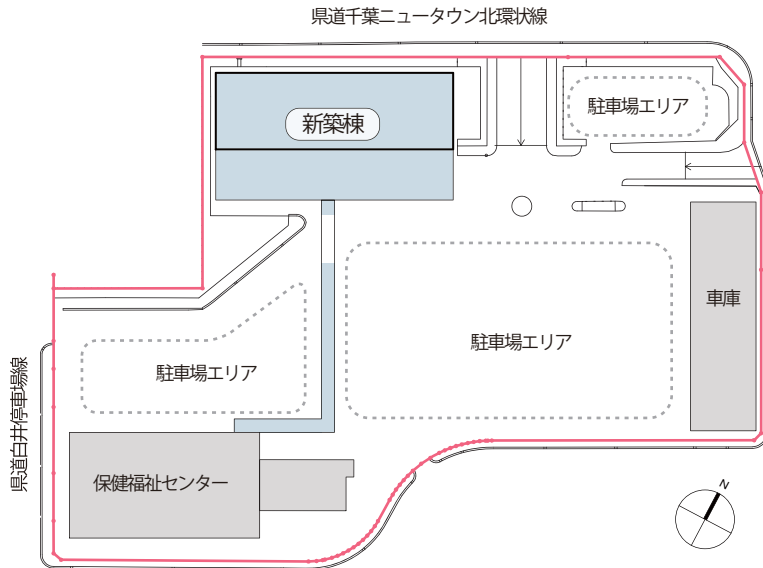 県道千葉ニュータウン北環状線
駐車場エリア
新築棟
車庫
駐車場エリア
駐車場エリア
県道白井停車場線
保健福祉センター
N